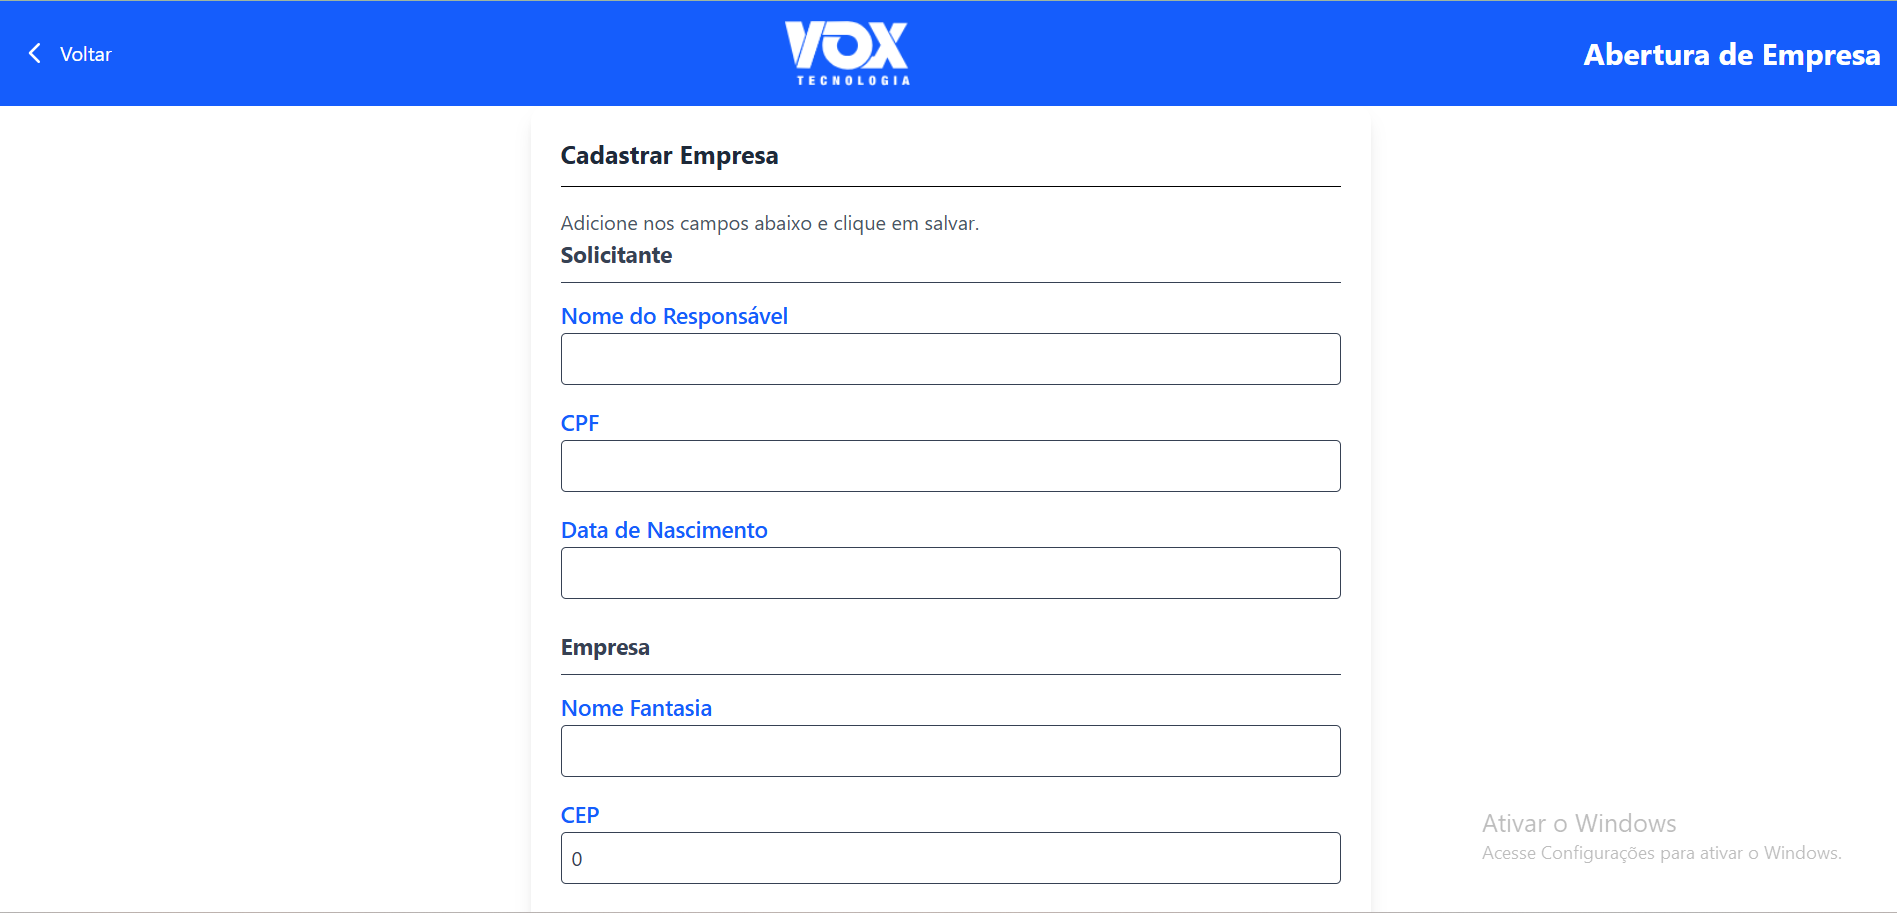 Voltar
VOX
TECNOLOGIA
Abertura de Empresa
Cadastrar Empresa
Adicione nos campos abaixo e clique em salvar.
Solicitante
Nome do Responsável
CPF
Data de Nascimento
Empresa
Nome Fantasia
CEP
0
Ativar o Windows
Acesse Configurações para ativar o Windows.